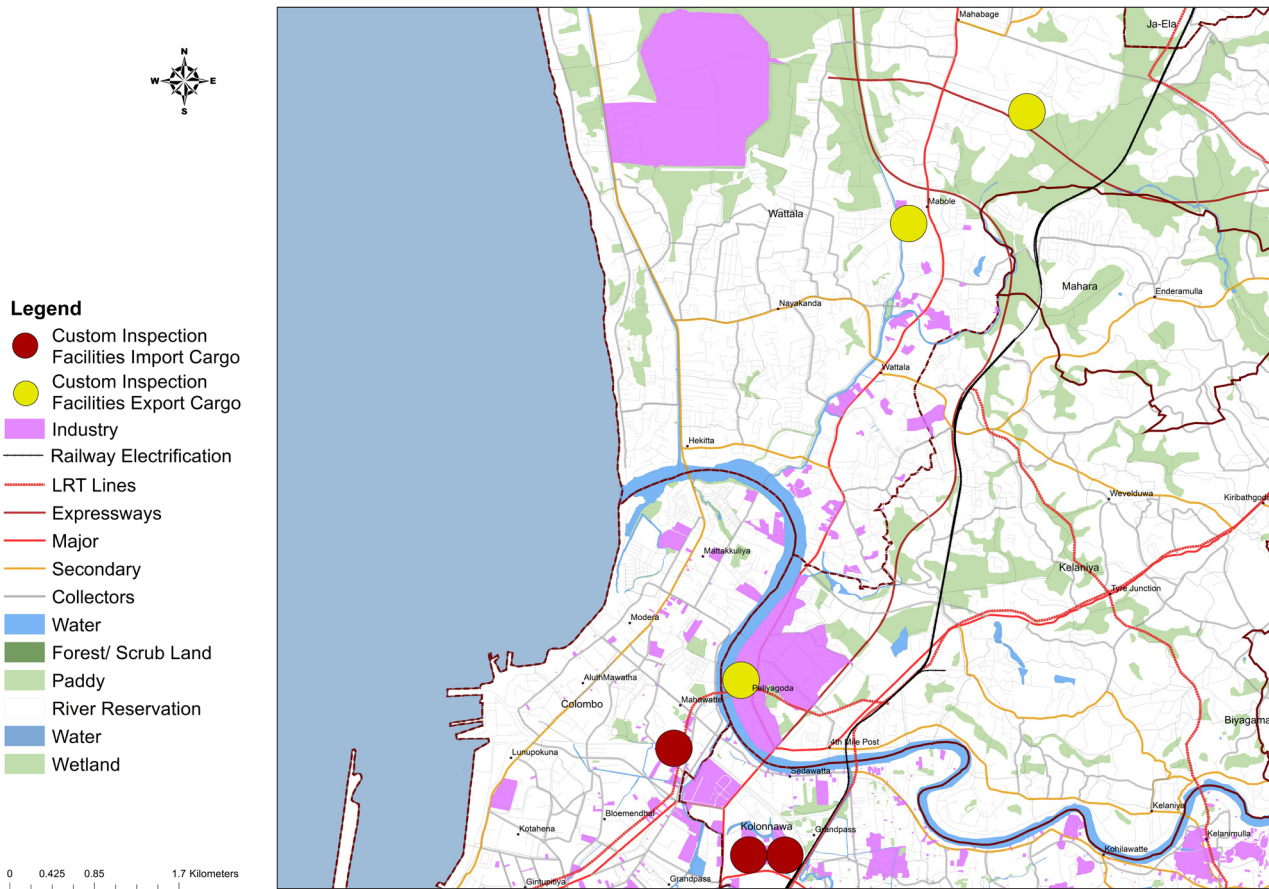 N
W E
S
Legend
Custom Inspection
Facilities Import Cargo
Custom Inspection
Facilities Export Cargo
Industry
Railway Electrification
LRT Lines
Expressways
Major
Secondary
Collectors
Water
Forest/ Scrub Land
Paddy
River Reservation
Water
Wetland
0 0.425 0.85 1.7 Kilometers
Mahabage
Ja-Ela
Mabole
Wattala
Mahara
Enderamulla
Nayakanda
Wattala
Hekitta
Wevelduwa
Kiribathgoda
Mattakkuliya
Kelaniya
Tyre Junction
Modera
AluthMawatha
Peliyagoda
Mahawatte
Colombo
Biyagama
4th Mile Post
Lunupokuna
Sedawatta
Kelaniya
Bloemendhal
Kolonnawa
Kotahena
Grandpass
Kelanimulla
Kohilawatte
Gintupitiya
Grandpass